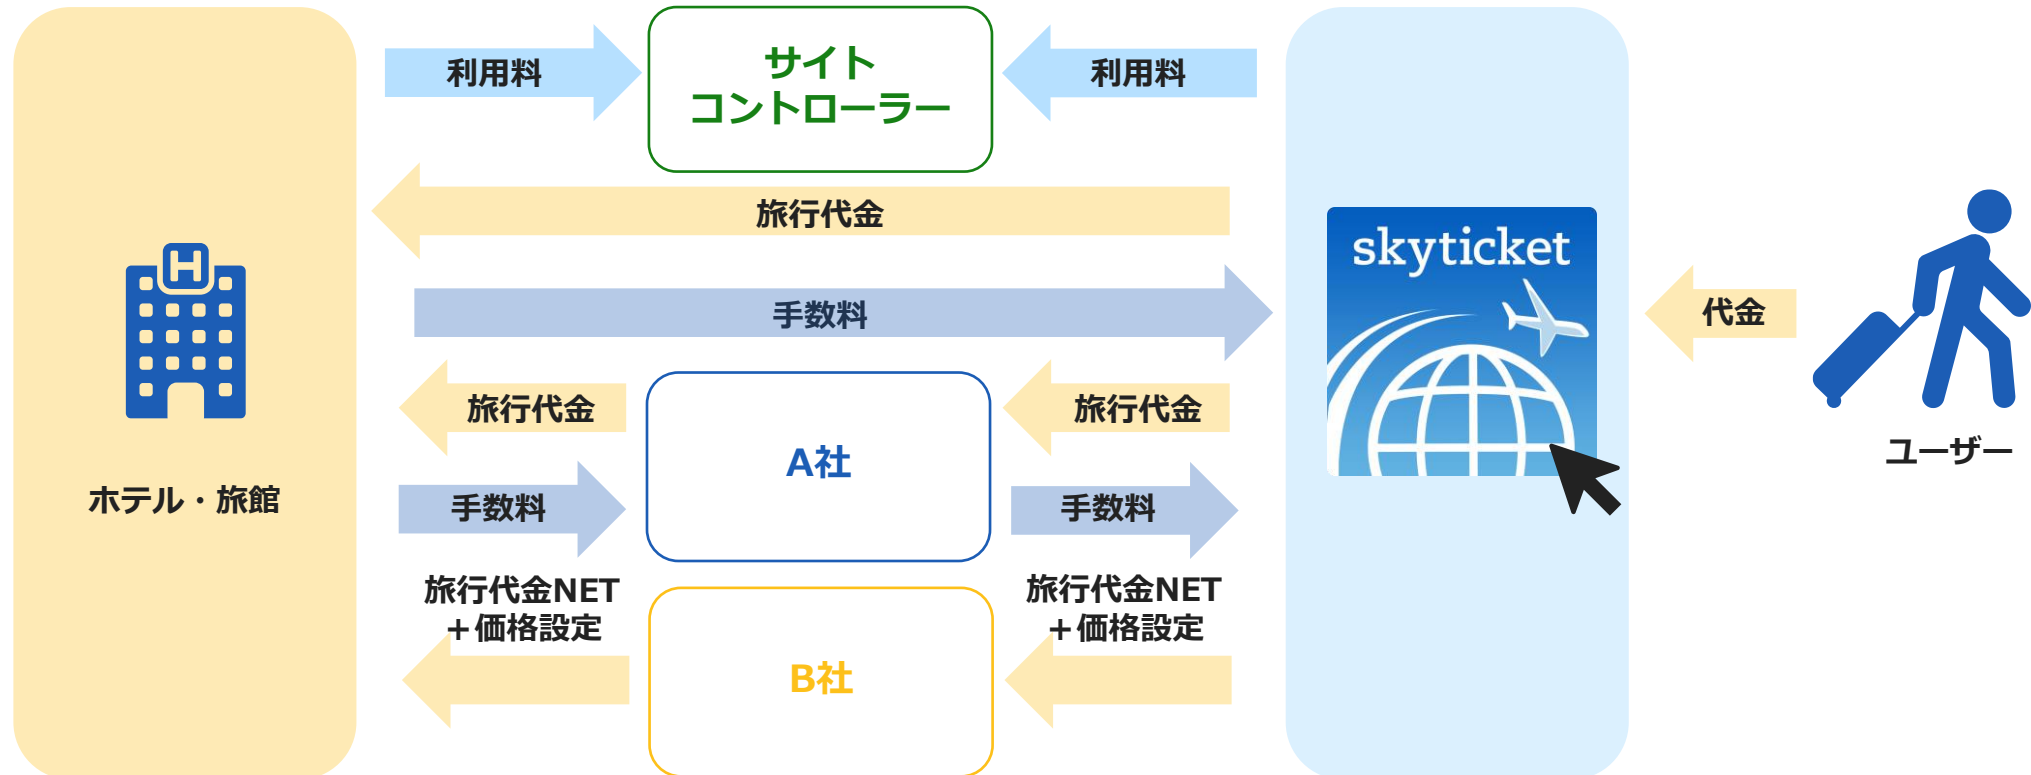 利用料
サイト
コントローラー
利用料
旅行代金
手数料
旅行代金
A社
旅行代金
手数料
手数料
旅行代金NET
＋価格設定
B社
旅行代金NET
＋価格設定
H
ホテル・旅館
skyticket
代金
ユーザー